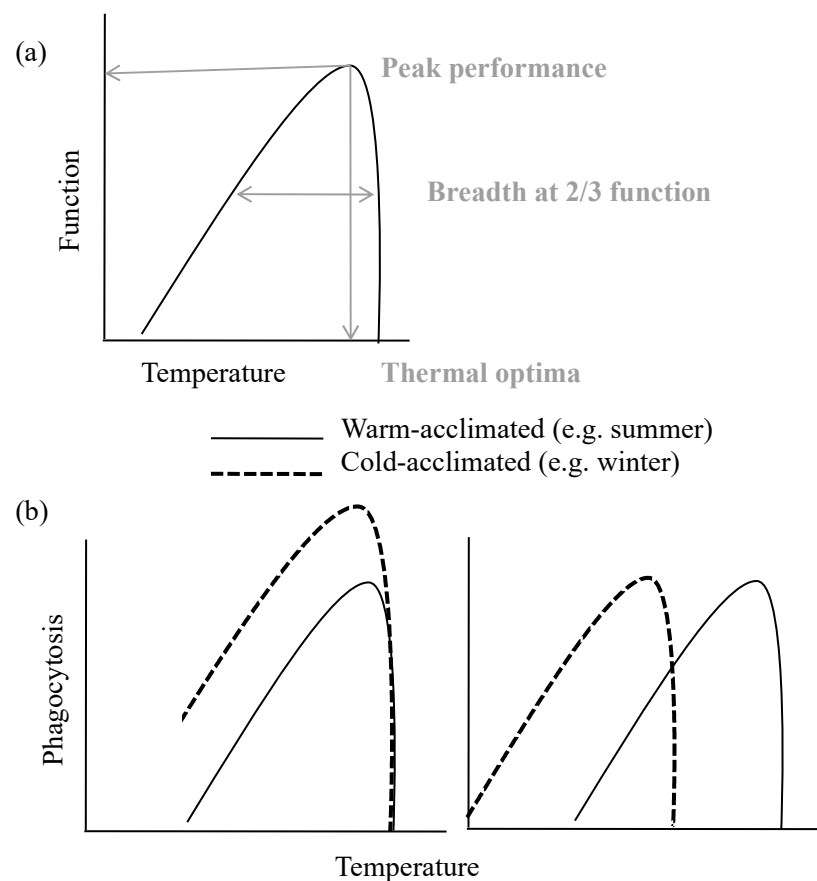 (a)
Peak performance
Breadth at 2/3 function
Function
Temperature
Thermal optima
Warm-acclimated (e.g. summer)
Cold-acclimated (e.g. winter)
(b)
Phagocytosis
Temperature